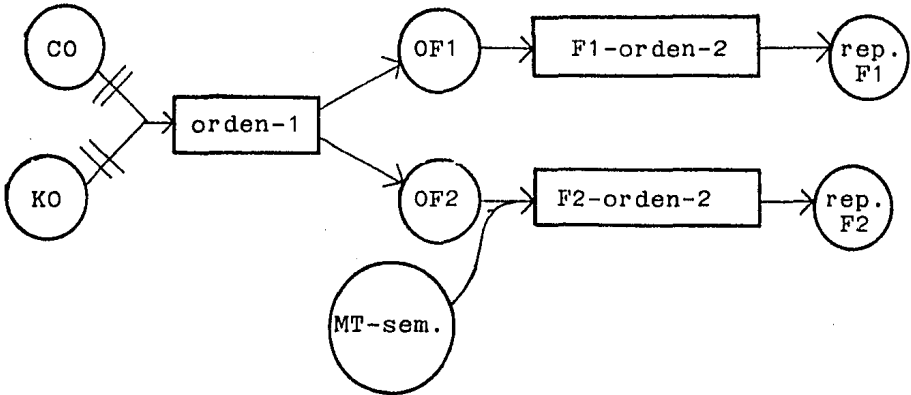 CO
OF1
F1-orden-2
rep.
F1
orden-1
KO
OF2
F2-orden-2
rep.
F2
MT-sem.